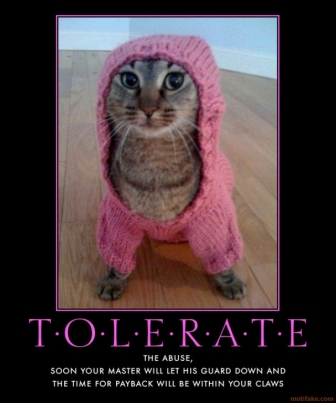 T·O·L·E·R·A·T·E
THE ABUSE,
SOON YOUR MASTER WILL LET HIS GUARD DOWN AND
THE TIME FOR PAYBACK WILL BE WITHIN YOUR CLAWS
motifake.com